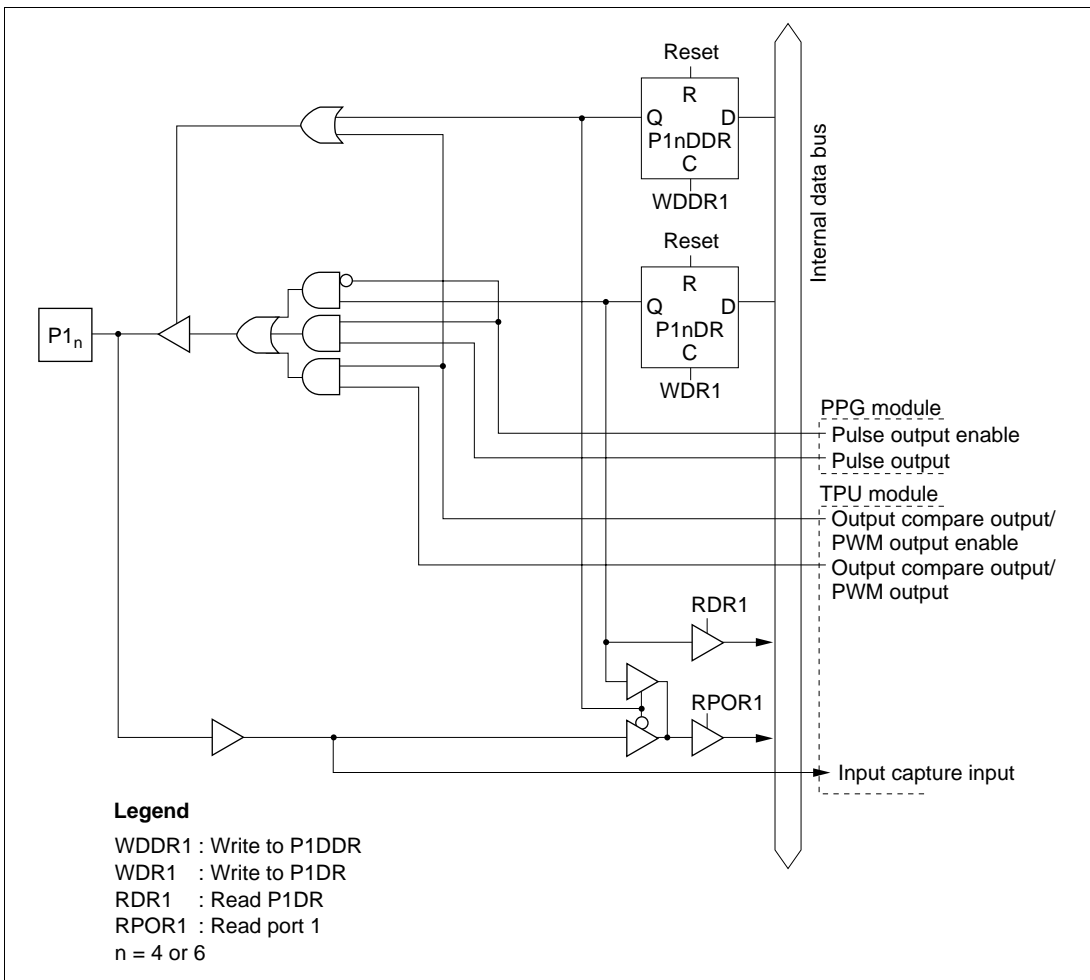 Reset
R
Q D
P1nDDR
C
WDDR1
Internal data bus
Reset
R
Q D
P1nDR
C
WDR1
P1n
PPG module
Pulse output enable
Pulse output
TPU module
Output compare output/
PWM output enable
Output compare output/
PWM output
RDR1
RPOR1
Input capture input
Legend
WDDR1 : Write to P1DDR
WDR1 : Write to P1DR
RDR1 : Read P1DR
RPOR1 : Read port 1
n = 4 or 6